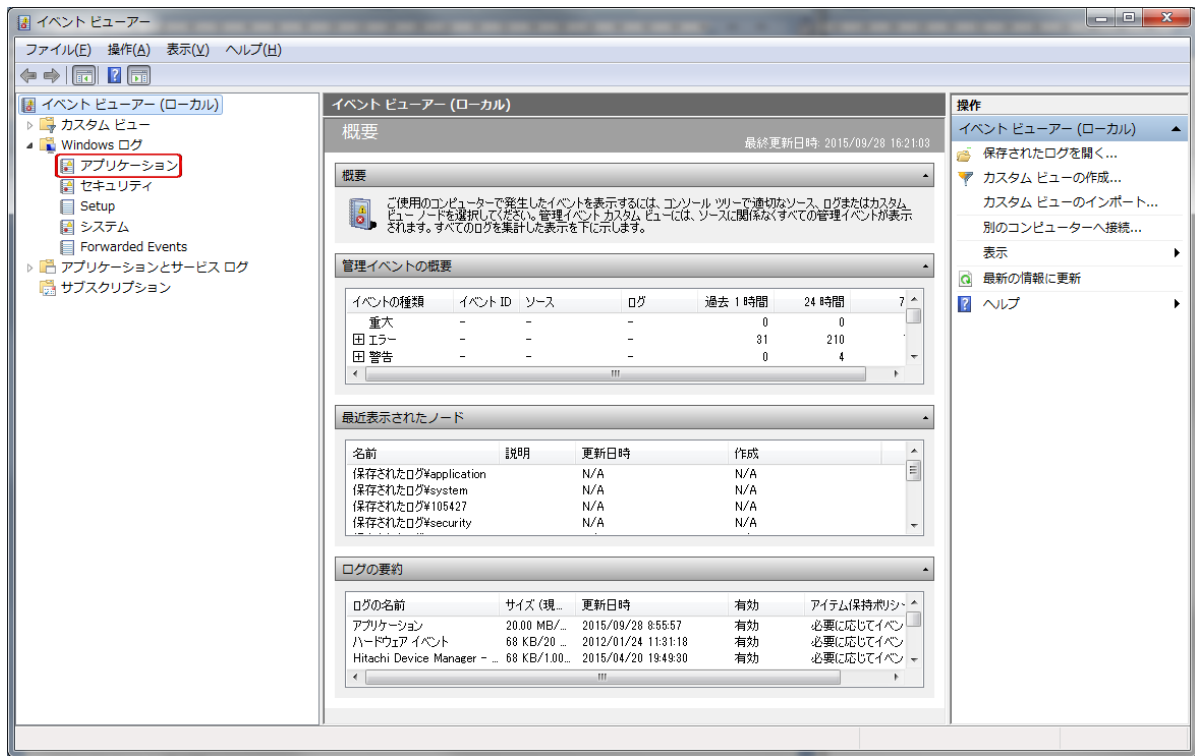 イベント ビューアー
ファイル(F) 操作(A) 表示(V) ヘルプ(H)
イベント ビューアー (ローカル)
カスタム ビュー
Windows ログ
アプリケーション
セキュリティ
Setup
システム
Forwarded Events
アプリケーションとサービス ログ
サブスクリプション
イベント ビューアー (ローカル)
概要
最終更新日時: 2015/09/28 16:21:03
概要
ご使用のコンピューターで発生したイベントを表示するには、コンソール ツリーで適切なソース、ログまたはカスタム
ビュー ノードを選択してください。管理イベント カスタム ビューには、ソースに関係なくすべての管理イベントが表示
されます。すべてのログを集計した表示を下に示します。
管理イベントの概要
イベントの種類 イベント ID ソース ログ 過去 1 時間 24 時間 7
重大 - - - 0 0
エラー - - - 31 210
警告 - - - 0 4
最近表示されたノード
名前 説明 更新日時 作成
保存されたログ¥application N/A N/A
保存されたログ¥system N/A N/A
保存されたログ¥105427 N/A N/A
保存されたログ¥security N/A N/A
ログの要約
ログの名前 サイズ (現... 更新日時 有効 アイテム保持ポリシ
アプリケーション 20.00 MB/... 2015/09/28 8:55:57 有効 必要に応じてイベン
ハードウェア イベント 68 KB/20 ... 2012/01/24 11:31:18 有効 必要に応じてイベン
Hitachi Device Manager - ... 68 KB/1.00... 2015/04/20 19:49:30 有効 必要に応じてイベン
操作
イベント ビューアー (ローカル)
保存されたログを開く...
カスタム ビューの作成...
カスタム ビューのインポート...
別のコンピューターへ接続...
表示
最新の情報に更新
ヘルプ